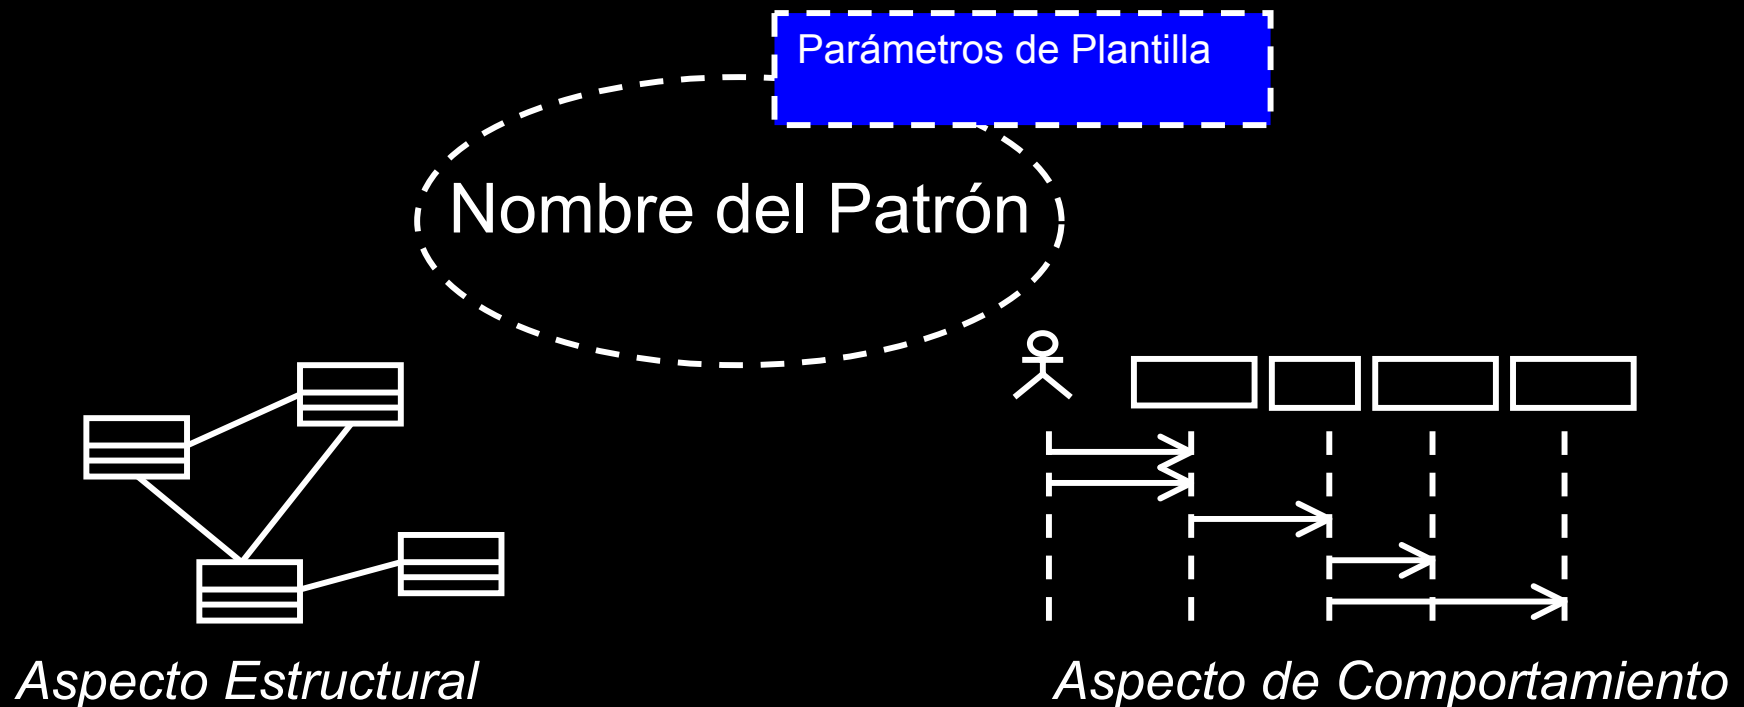 Parámetros de Plantilla
Nombre del Patrón
Aspecto Estructural
Aspecto de Comportamiento